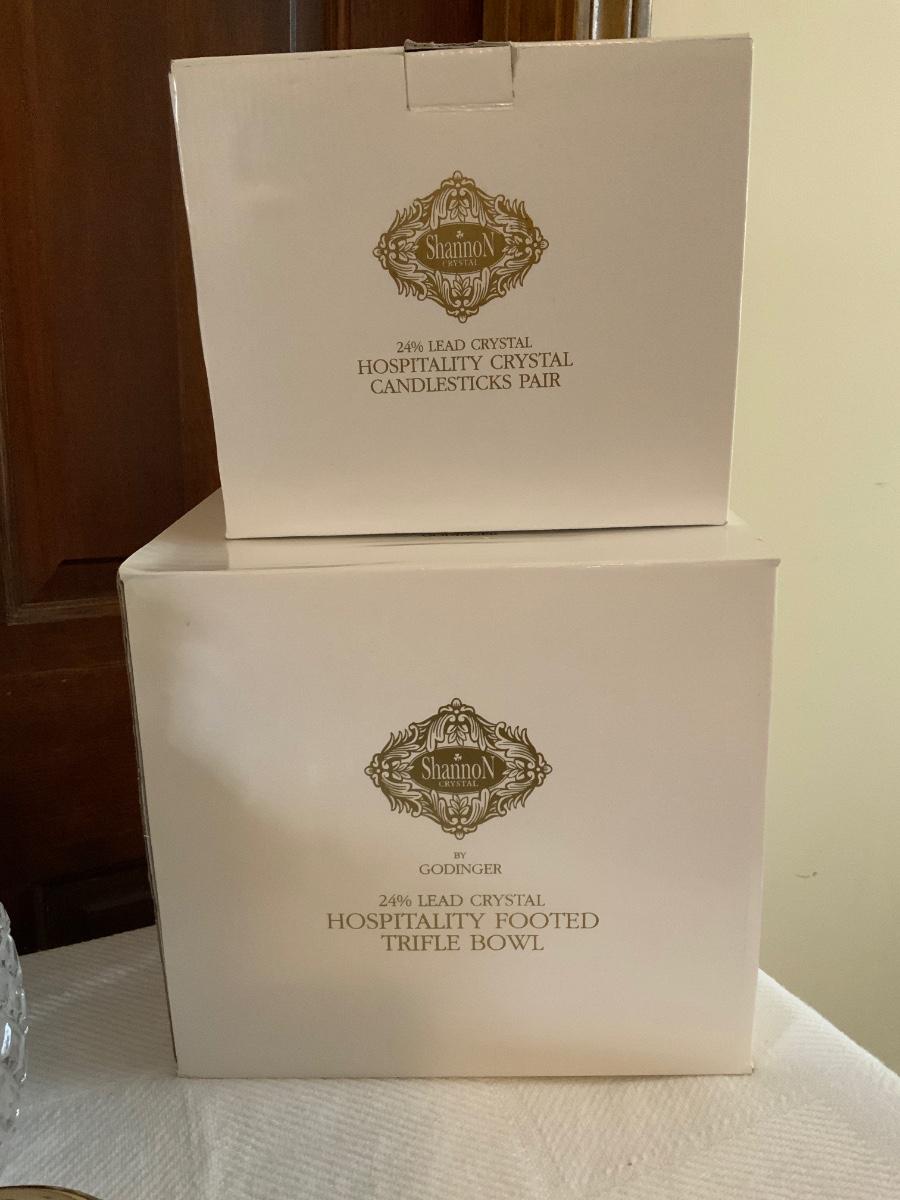 ShannoN
CRYSTAL
24% LEAD CRYSTAL
HOSPITALITY CRYSTAL
CANDLESTICKS PAIR
ShannoN
CRYSTAL
BY
GODINGER
24% LEAD CRYSTAL
HOSPITALITY FOOTED
TRIFLE BOWL